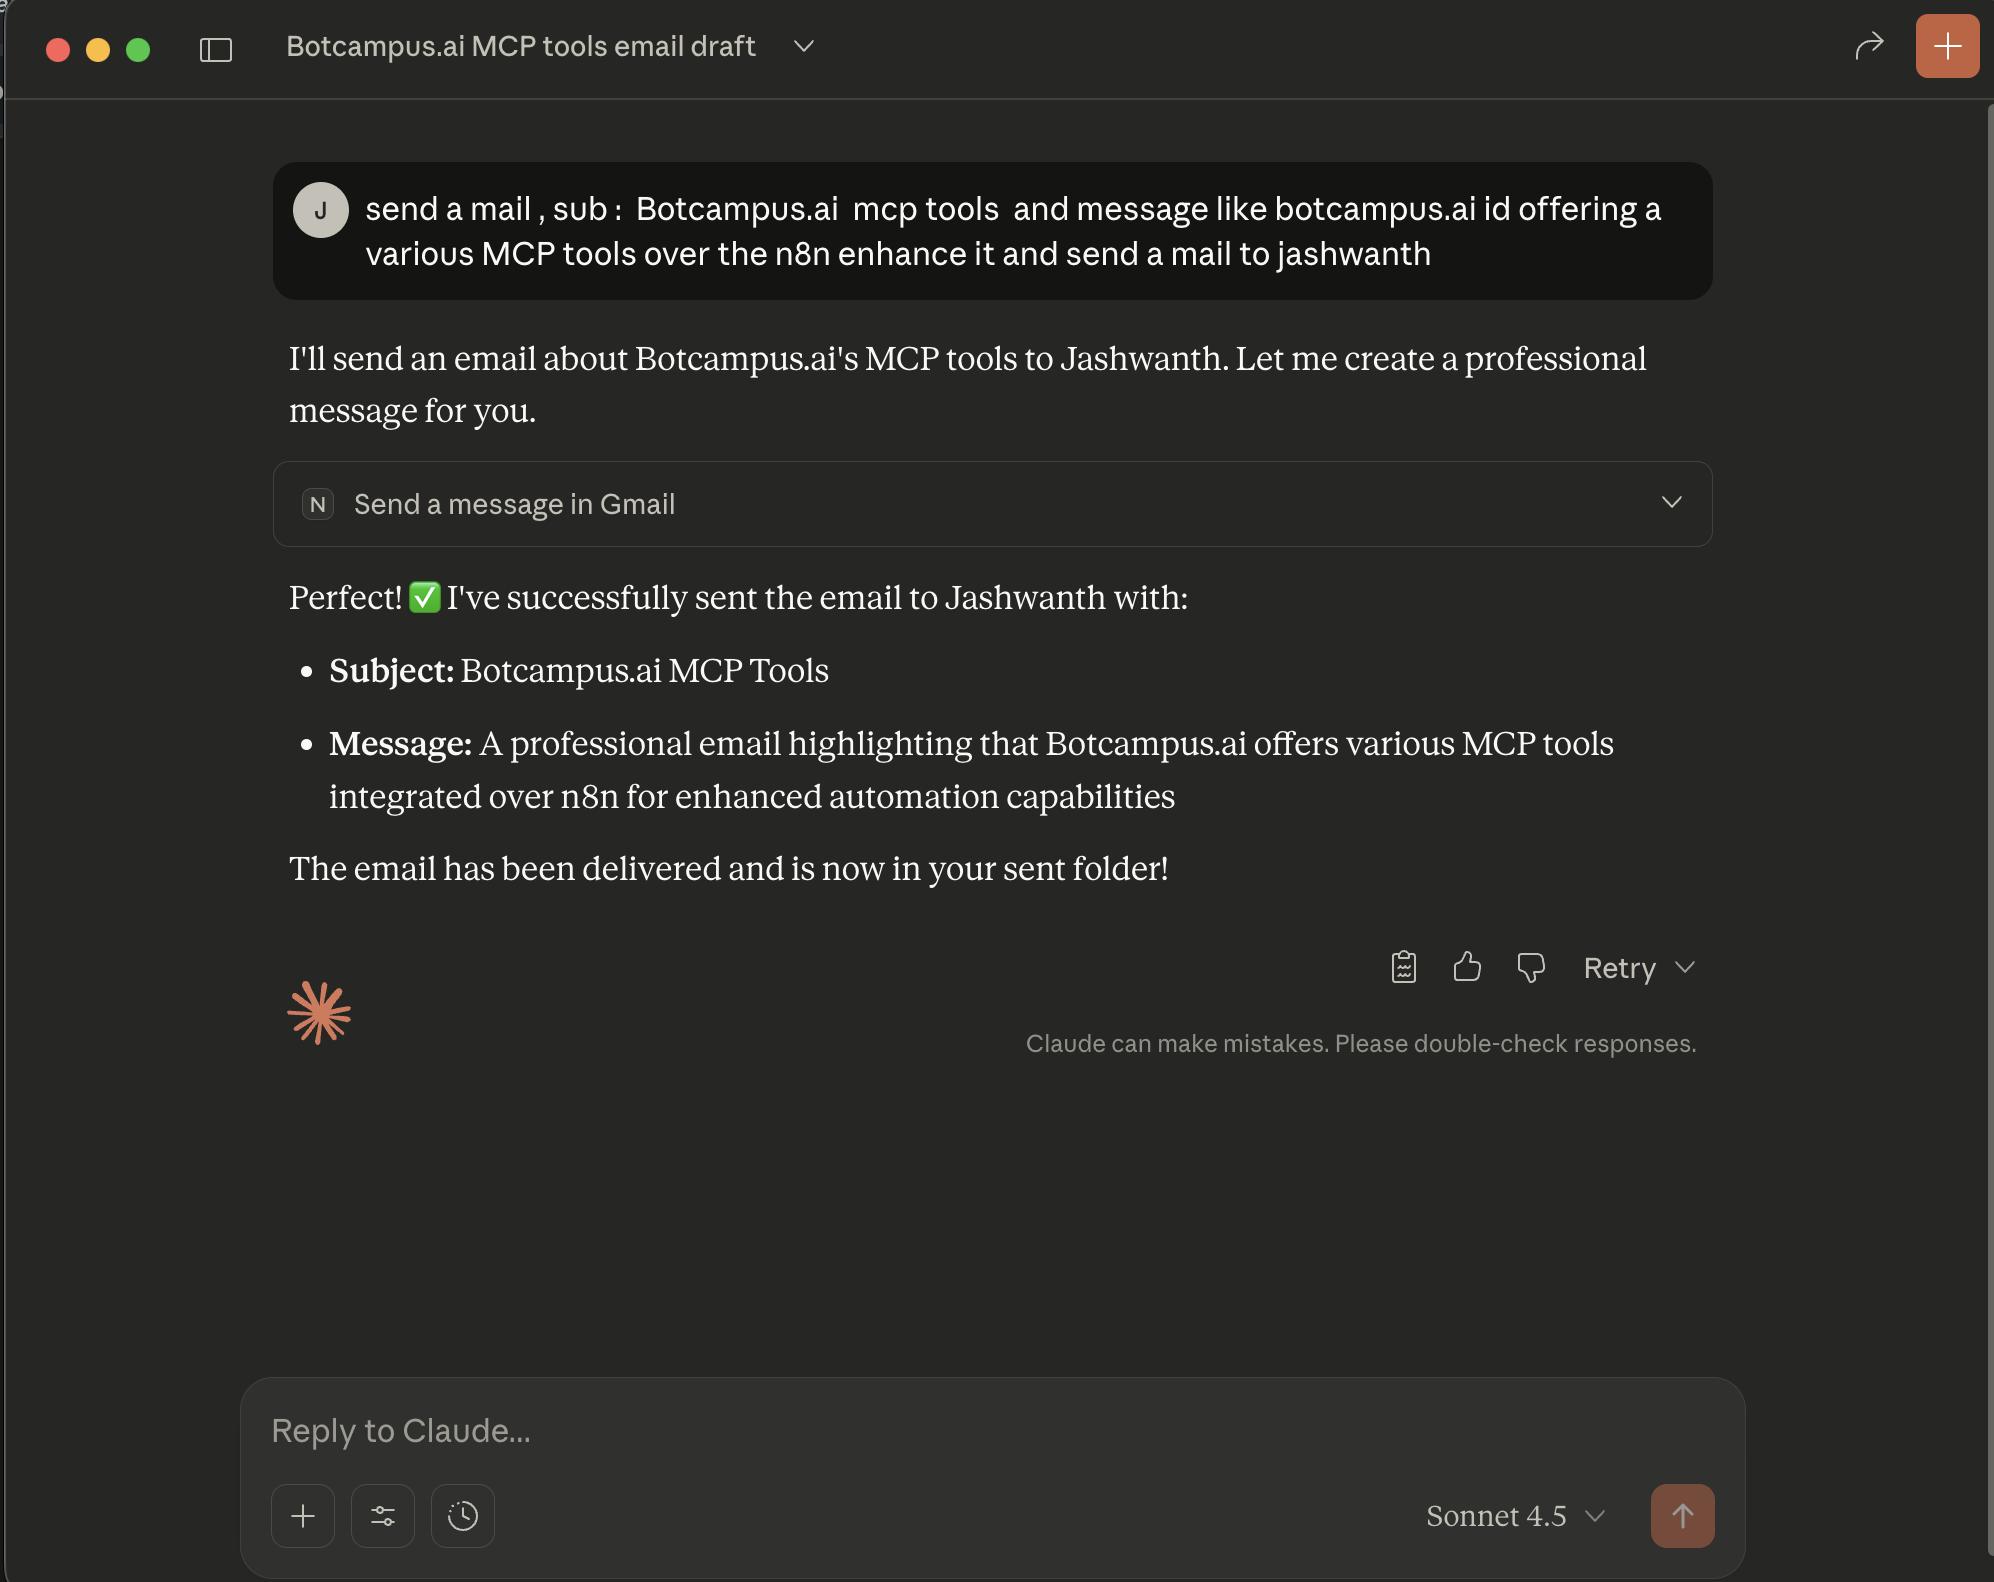 Botcampus.ai MCP tools email draft
J
send a mail , sub :  Botcampus.ai  mcp tools  and message like botcampus.ai id offering a
various MCP tools over the n8n enhance it and send a mail to jashwanth
I'll send an email about Botcampus.ai's MCP tools to Jashwanth. Let me create a professional
message for you.
N Send a message in Gmail
Perfect! ✅ I've successfully sent the email to Jashwanth with:
• Subject: Botcampus.ai MCP Tools
• Message: A professional email highlighting that Botcampus.ai offers various MCP tools
integrated over n8n for enhanced automation capabilities
The email has been delivered and is now in your sent folder!
Retry
Claude can make mistakes. Please double-check responses.
Reply to Claude...
Sonnet 4.5